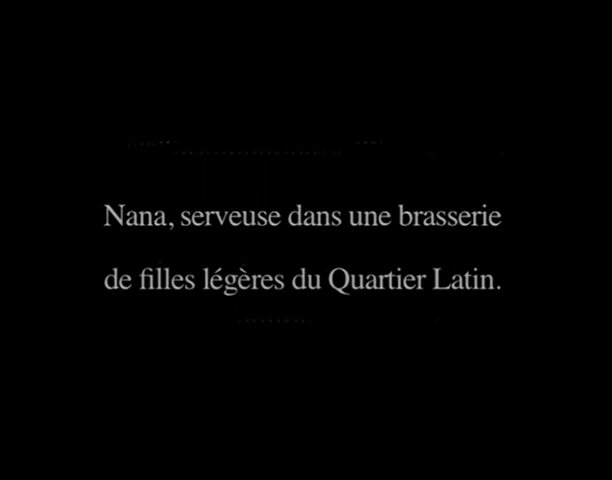 Nana, serveuse dans une brasserie
de filles légères du Quartier Latin.